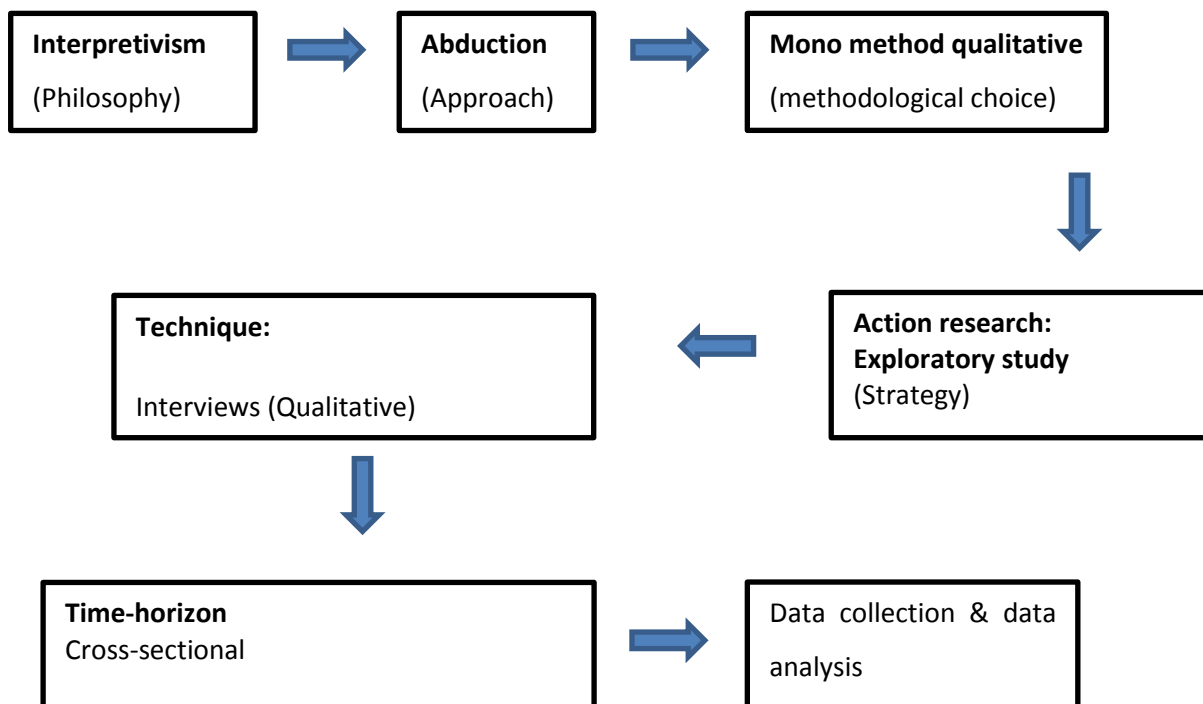 Interpretivism
(Philosophy)
Abduction
(Approach)
Mono method qualitative
(methodological choice)
Action research:
Exploratory study
(Strategy)
Technique:
Interviews (Qualitative)
Time-horizon
Cross-sectional
Data collection & data
analysis